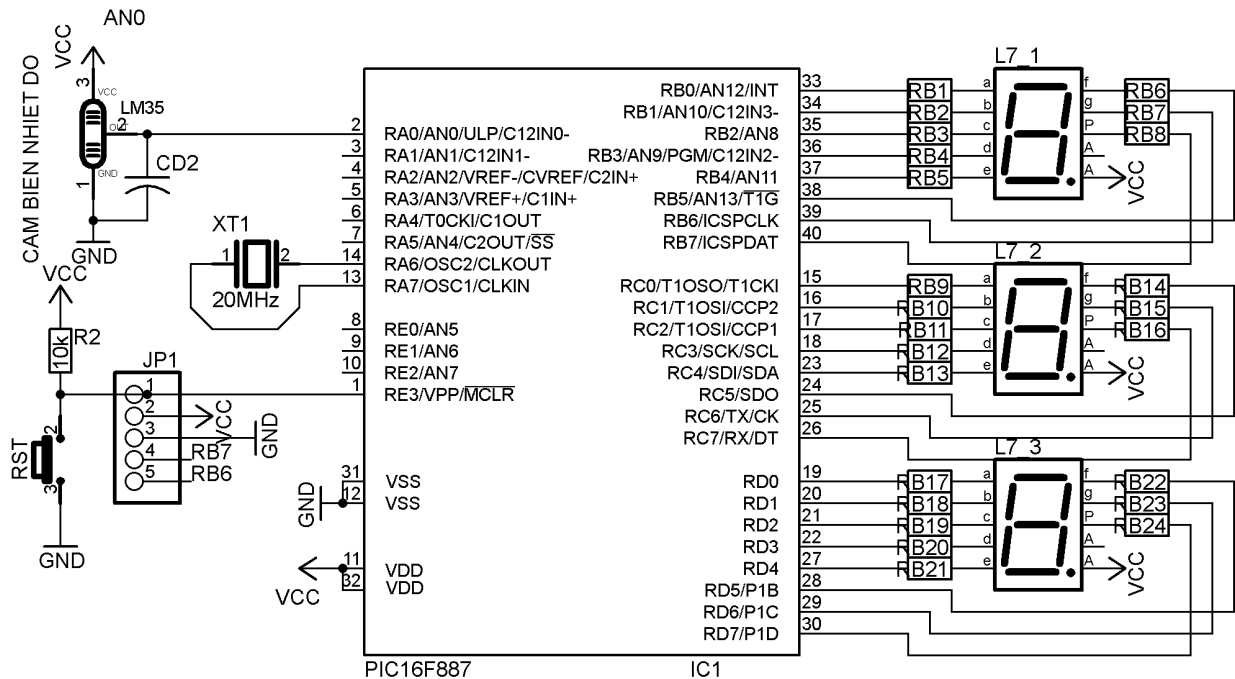 AN0
VCC
CAM BIEN NHIET DO
3
VCC
LM35
OUT
2
GND
1
CD2
GND
XT1
1
2
20MHz
VCC
R2
10k
JP1
1
2
3
4
5
VCC
GND
RB7
RB6
RST
2
3
GND
2 RA0/AN0/ULP/C12IN0-
3 RA1/AN1/C12IN1-
4 RA2/AN2/VREF-/CVREF/C2IN+
5 RA3/AN3/VREF+/C1IN+
6 RA4/T0CKI/C1OUT
7 RA5/AN4/C2OUT/SS
14 RA6/OSC2/CLKOUT
13 RA7/OSC1/CLKIN
8 RE0/AN5
9 RE1/AN6
10 RE2/AN7
1 RE3/VPP/MCLR
GND
31 VSS
12 VSS
VCC
11 VDD
32 VDD
PIC16F887
IC1
RB0/AN12/INT 33
RB1/AN10/C12IN3- 34
RB2/AN8 35
RB3/AN9/PGM/C12IN2- 36
RB4/AN11 37
RB5/AN13/T1G 38
RB6/ICSPCLK 39
RB7/ICSPDAT 40
RC0/T1OSO/T1CKI 15
RC1/T1OSI/CCP2 16
RC2/T1OSI/CCP1 17
RC3/SCK/SCL 18
RC4/SDI/SDA 23
RC5/SDO 24
RC6/TX/CK 25
RC7/RX/DT 26
RD0 19
RD1 20
RD2 21
RD3 22
RD4 27
RD5/P1B 28
RD6/P1C 29
RD7/P1D 30
L7_1
RB1 a f RB6
RB2 b g RB7
RB3 c P RB8
RB4 d A
RB5 e A VCC
L7_2
RB9 a f RB14
RB10 b g RB15
RB11 c P RB16
RB12 d A
RB13 e A VCC
L7_3
RB17 a f RB22
RB18 b g RB23
RB19 c P RB24
RB20 d A
RB21 e A VCC